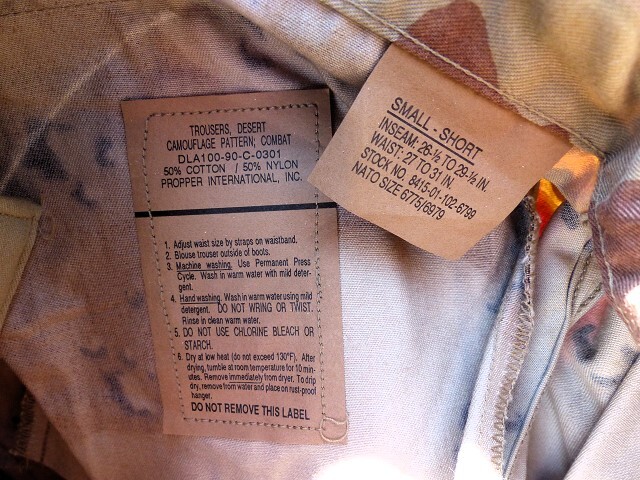 TROUSERS, DESERT
CAMOUFLAGE PATTERN; COMBAT
DLA100-90-C-0301
50% COTTON / 50% NYLON
PROPPER INTERNATIONAL, INC.
1. Adjust waist size by straps on waistband.
2. Blouse trouser outside of boots.
3. Machine washing. Use Permanent Press
Cycle. Wash in warm water with mild deter-
gent.
4. Hand washing. Wash in warm water using mild
detergent. DO NOT WRING OR TWIST.
Rinse in clean warm water.
5. DO NOT USE CHLORINE BLEACH OR
STARCH.
6. Dry at low heat (do not exceed 130°F). After
drying, tumble at room temperature for 10 min-
utes. Remove immediately from dryer. To drip
dry, remove from water and place on rust-proof
hanger.
DO NOT REMOVE THIS LABEL
SMALL - SHORT
INSEAM: 26-½ TO 29-½ IN.
WAIST: 27 TO 31 IN.
STOCK NO. 8415-01-102-6799
NATO SIZE 6775/6979